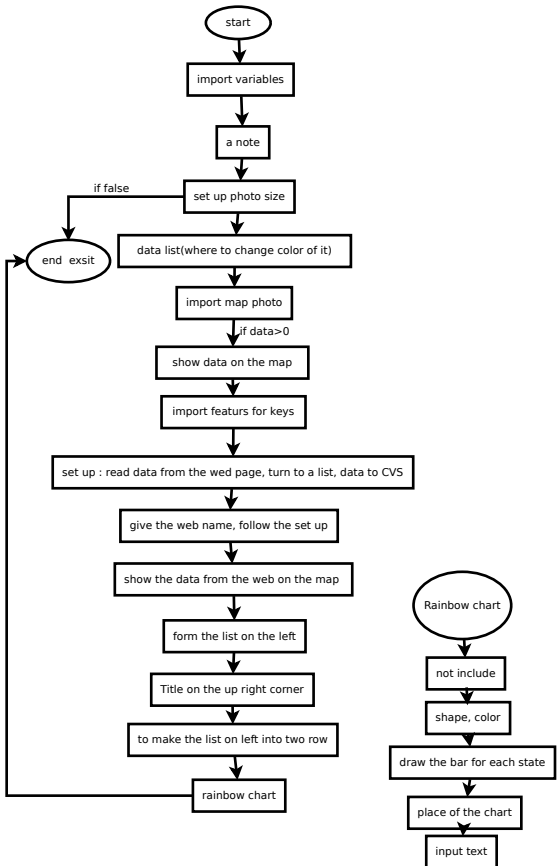 start
import variables
a note
if false
set up photo size
data list(where to change color of it)
end exsit
import map photo
if data>0
show data on the map
import featurs for keys
set up : read data from the wed page, turn to a list, data to CVS
give the web name, follow the set up
show the data from the web on the map
form the list on the left
Title on the up right corner
to make the list on left into two row
rainbow chart
Rainbow chart
not include
shape, color
draw the bar for each state
place of the chart
input text